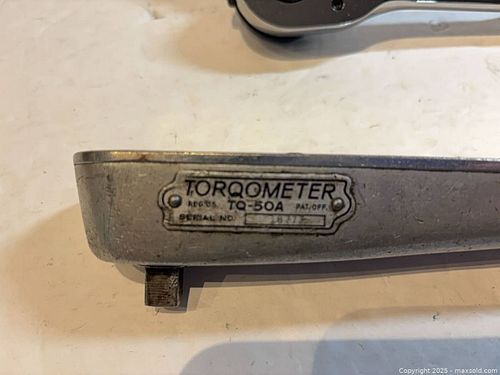 TORQOMETER
REG. U.S. TQ-50A PAT. OFF.
SERIAL NO.
Copyright 2025 - maxsold.com